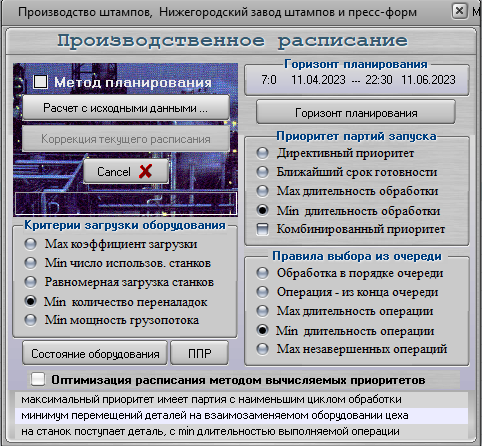 Производство штампов, Нижегородский завод штампов и пресс-форм
М
Производственное расписание
Метод планирования
Расчет с исходными данными ...
Коррекция текущего расписания
Cancel
Горизонт планирования
7:0 11.04.2023 --- 22:30 11.06.2023
Горизонт планирования
Приоритет партий запуска
Директивный приоритет
Ближайший срок готовности
Max длительность обработки
Min длительность обработки
Комбинированный приоритет
Критерии загрузки оборудования
Max коэффициент загрузки
Min число использов. станков
Равномерная загрузка станков
Min количество переналадок
Min мощность грузопотока
Правила выбора из очереди
Обработка в порядке очереди
Операция - из конца очереди
Max длительность операции
Min длительность операции
Max незавершенных операций
Состояние оборудования
ППР
Оптимизация расписания методом вычисляемых приоритетов
максимальный приоритет имеет партия с наименьшим циклом обработки
минимум перемещений деталей на взаимозаменяемом оборудовании цеха
на станок поступает деталь, с min длительностью выполняемой операции